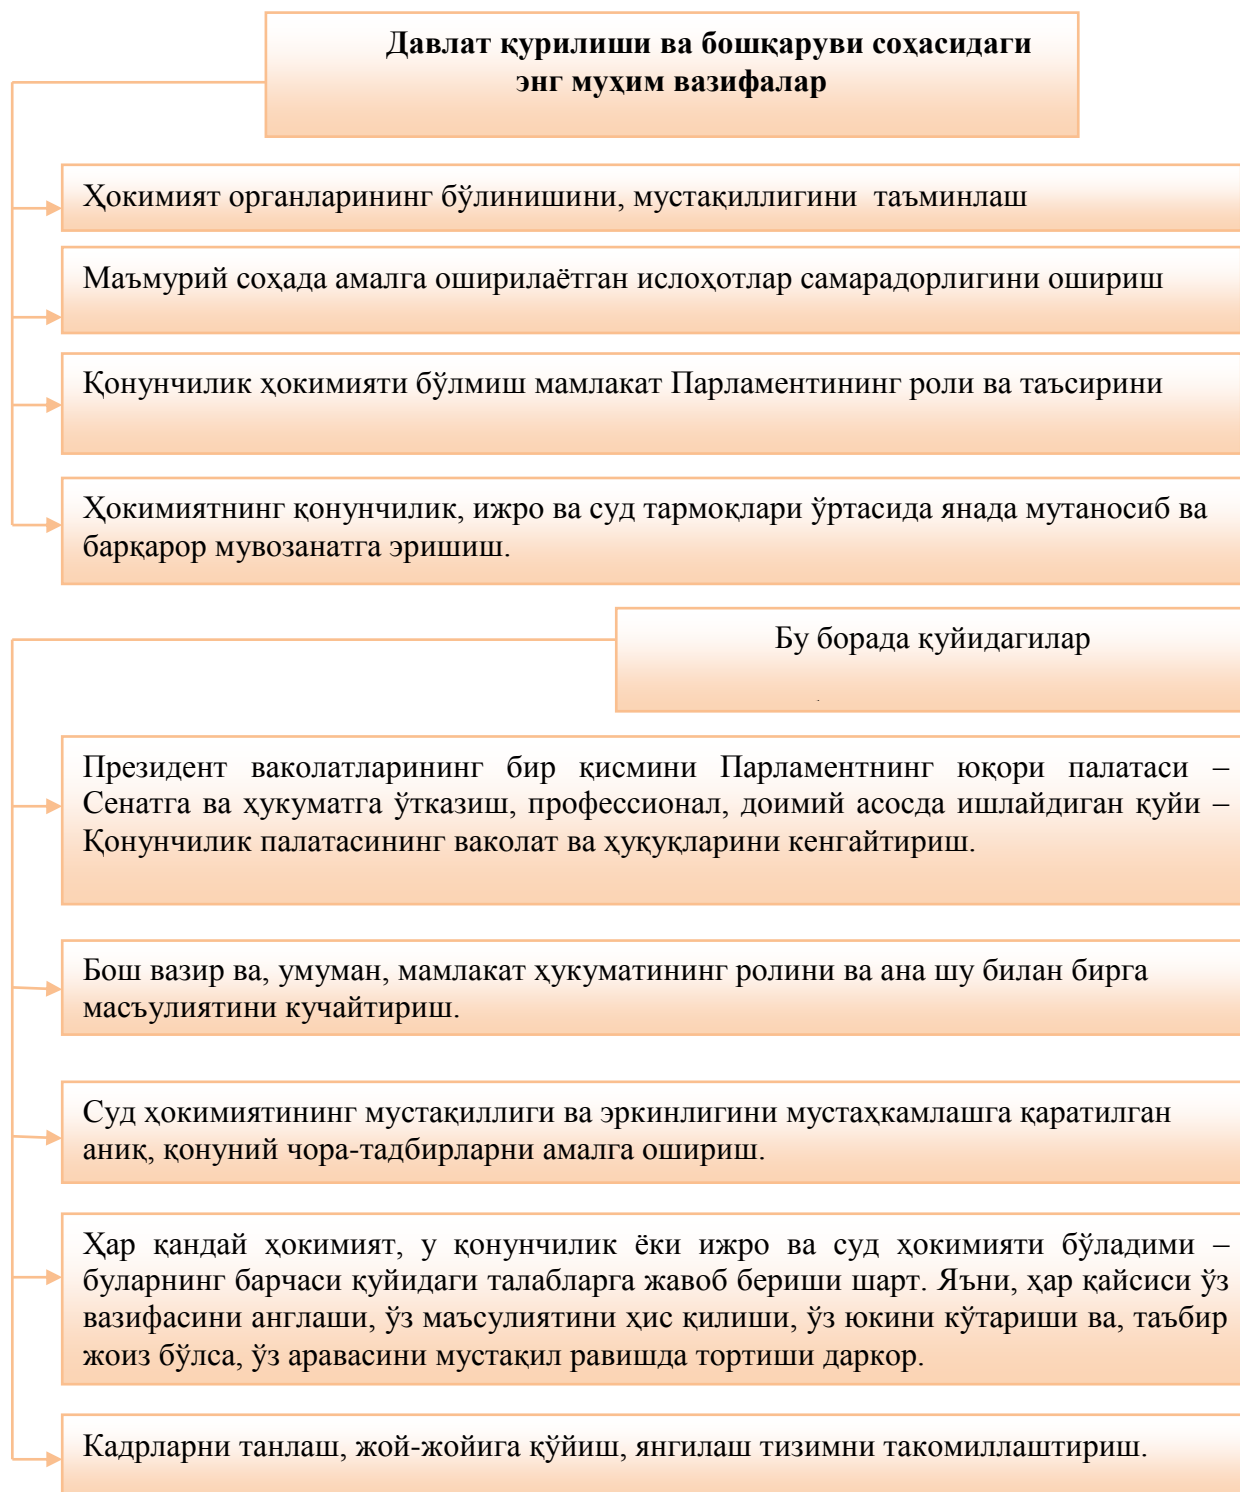 Давлат қурилиши ва бошқаруви соҳасидаги
энг муҳим вазифалар
Ҳокимият органларининг бўлинишини, мустақиллигини таъминлаш
Маъмурий соҳада амалга оширилаётган ислоҳотлар самарадорлигини ошириш
Қонунчилик ҳокимияти бўлмиш мамлакат Парламентининг роли ва таъсирини
Ҳокимиятнинг қонунчилик, ижро ва суд тармоқлари ўртасида янада мутаносиб ва
барқарор мувозанатга эришиш.
Бу борада қуйидагилар
Президент ваколатларининг бир қисмини Парламентнинг юқори палатаси –
Сенатга ва ҳукуматга ўтказиш, профессионал, доимий асосда ишлайдиган қуйи –
Қонунчилик палатасининг ваколат ва ҳуқуқларини кенгайтириш.
Бош вазир ва, умуман, мамлакат ҳукуматининг ролини ва ана шу билан бирга
масъулиятини кучайтириш.
Суд ҳокимиятининг мустақиллиги ва эркинлигини мустаҳкамлашга қаратилган
аниқ, қонуний чора-тадбирларни амалга ошириш.
Ҳар қандай ҳокимият, у қонунчилик ёки ижро ва суд ҳокимияти бўладими –
буларнинг барчаси қуйидаги талабларга жавоб бериши шарт. Яъни, ҳар қайсиси ўз
вазифасини англаши, ўз маъсулиятини ҳис қилиши, ўз юкини кўтариши ва, таъбир
жоиз бўлса, ўз аравасини мустақил равишда тортиши даркор.
Кадрларни танлаш, жой-жойига қўйиш, янгилаш тизимни такомиллаштириш.